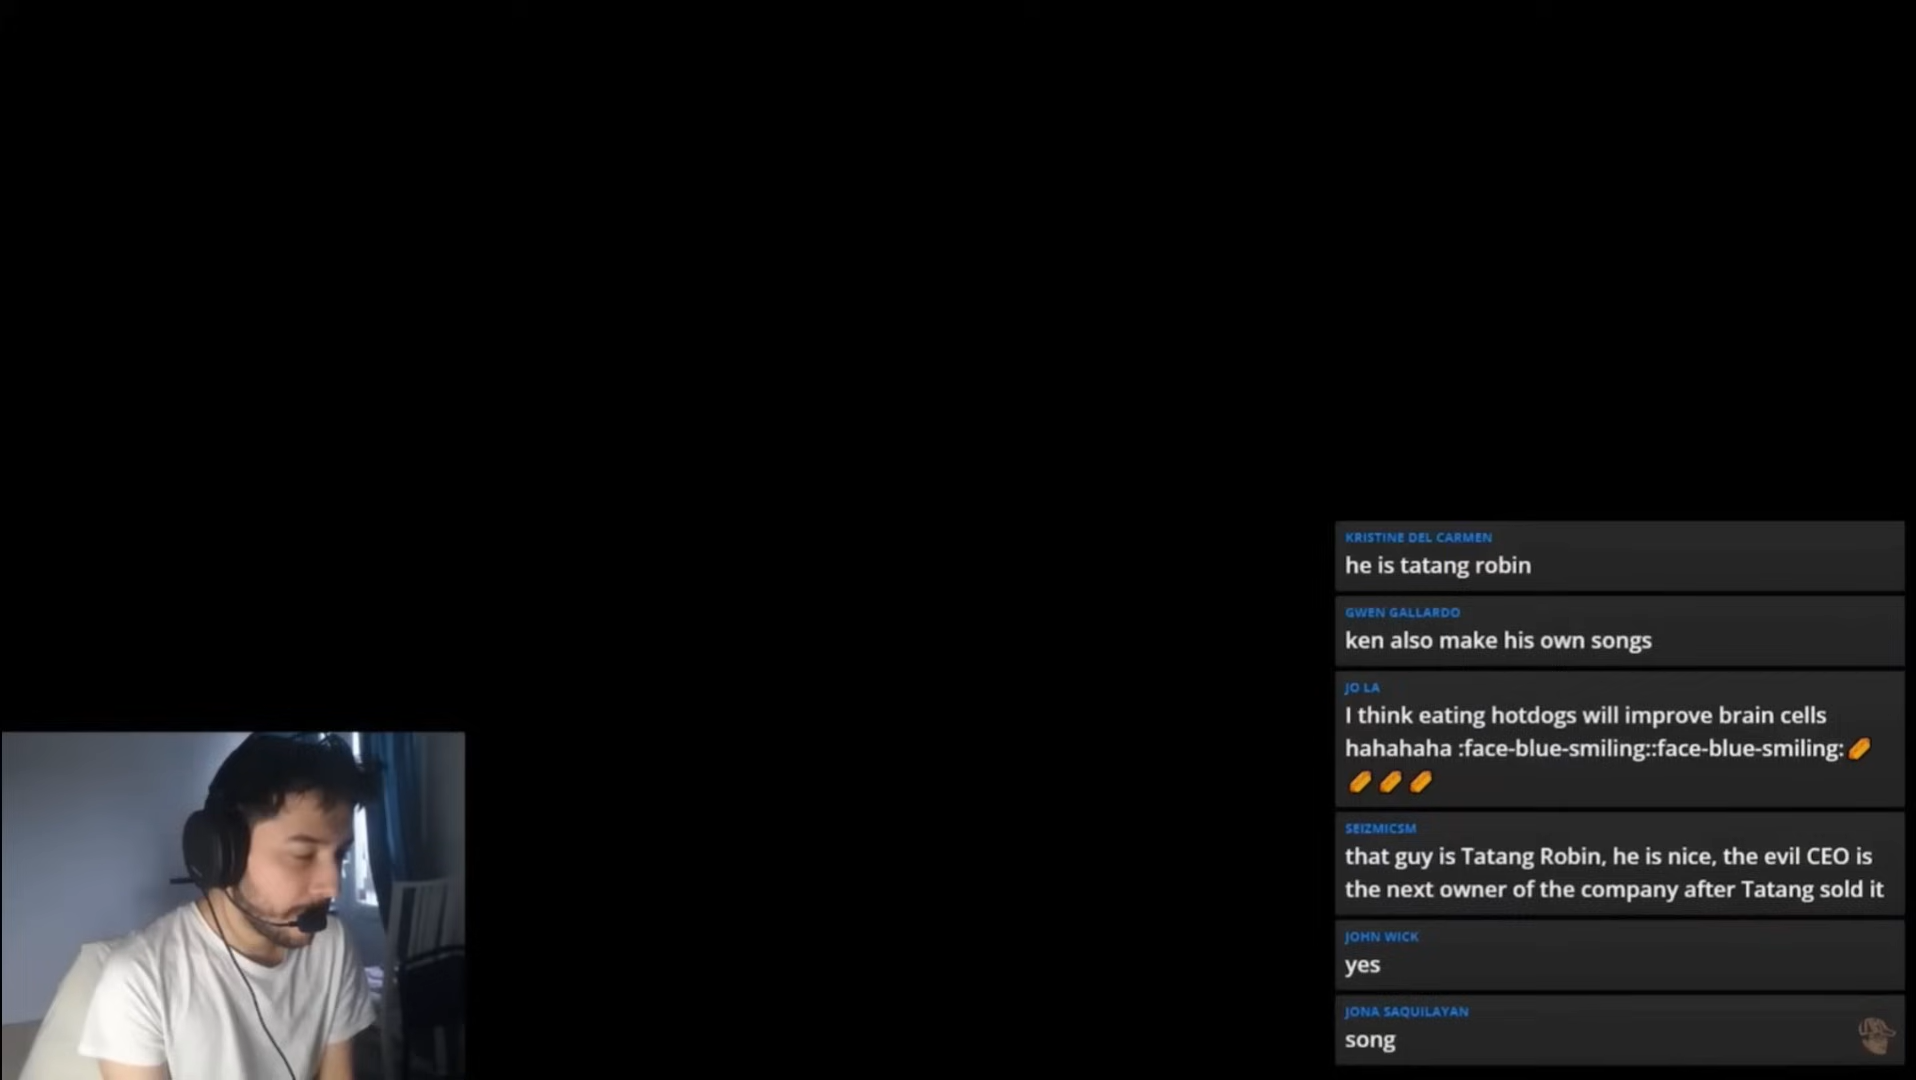 KRISTINE DEL CARMEN
he is tatang robin
GWEN GALLARDO
ken also make his own songs
JO LA
I think eating hotdogs will improve brain cells
hahahaha :face-blue-smiling::face-blue-smiling:
SEIZMICSM
that guy is Tatang Robin, he is nice, the evil CEO is
the next owner of the company after Tatang sold it
JOHN WICK
yes
JONA SAQUILAYAN
song